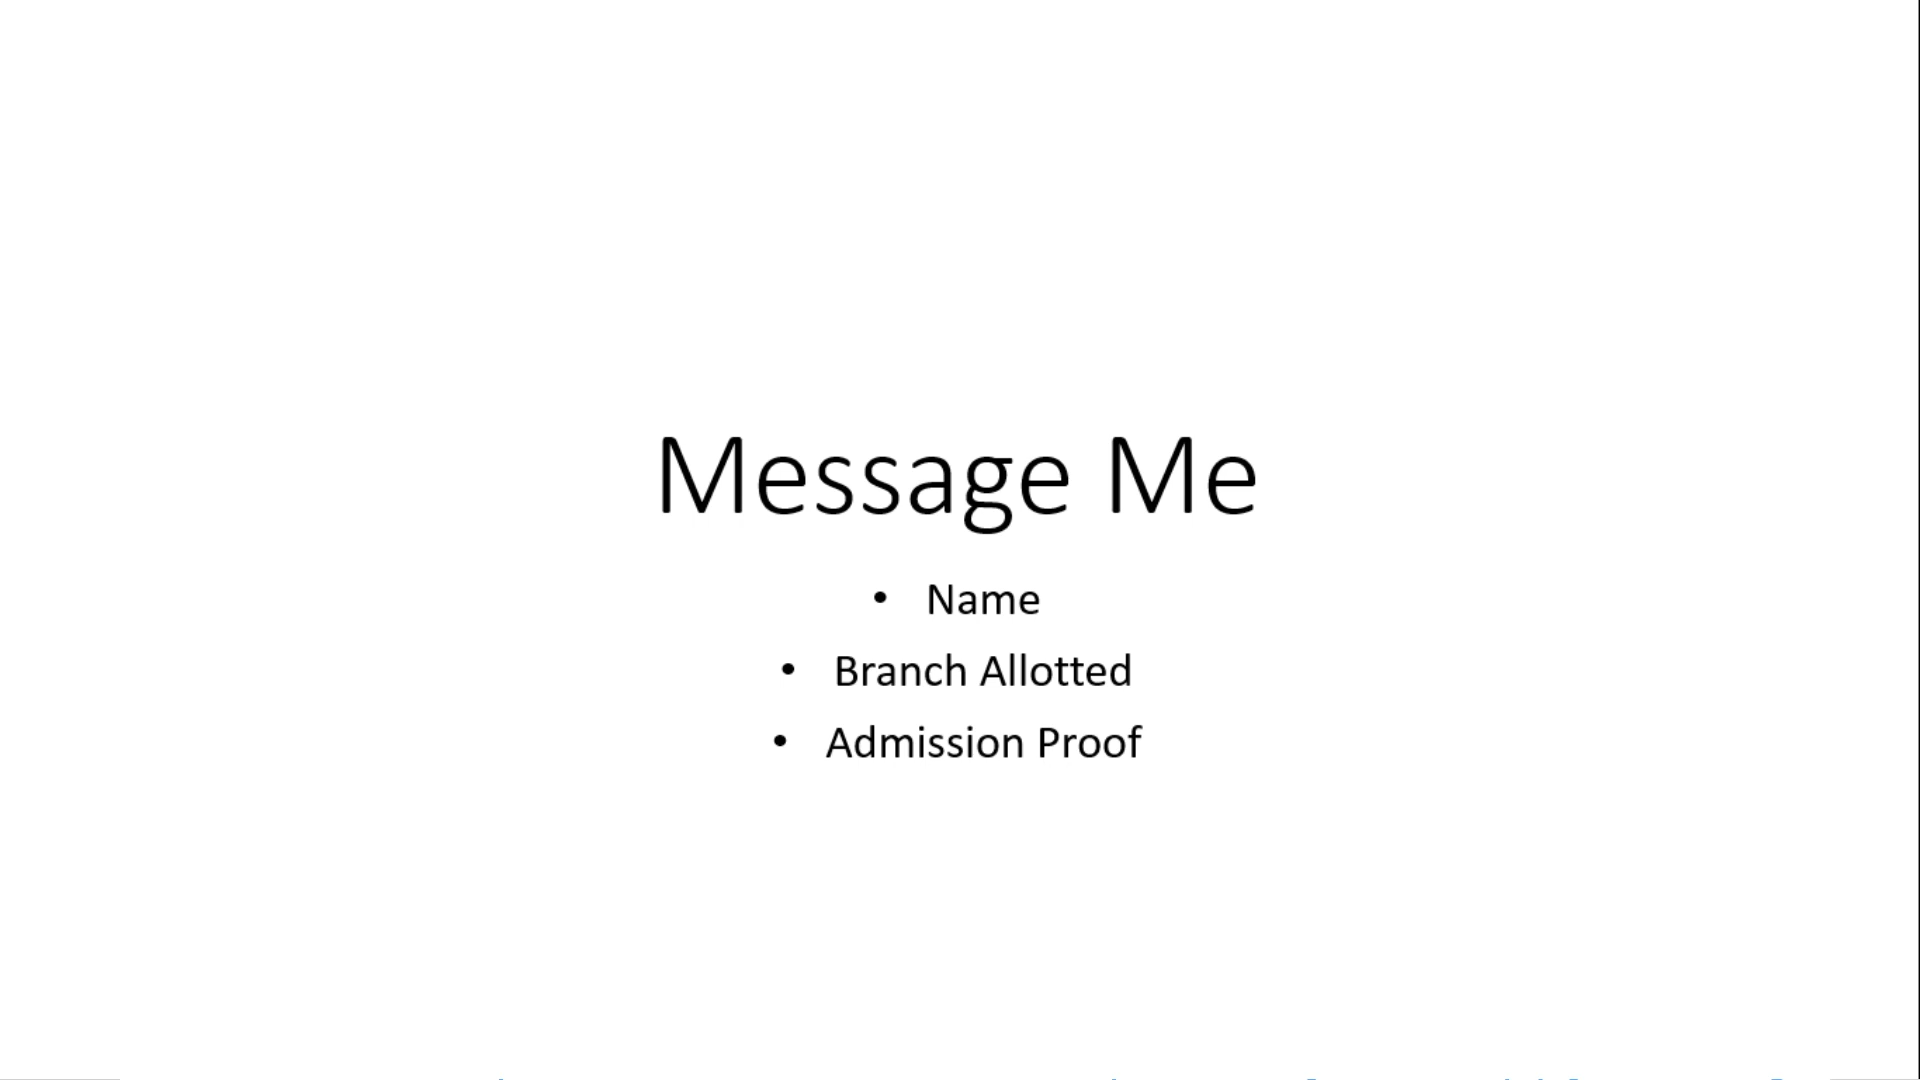 Message Me
• Name
• Branch Allotted
• Admission Proof